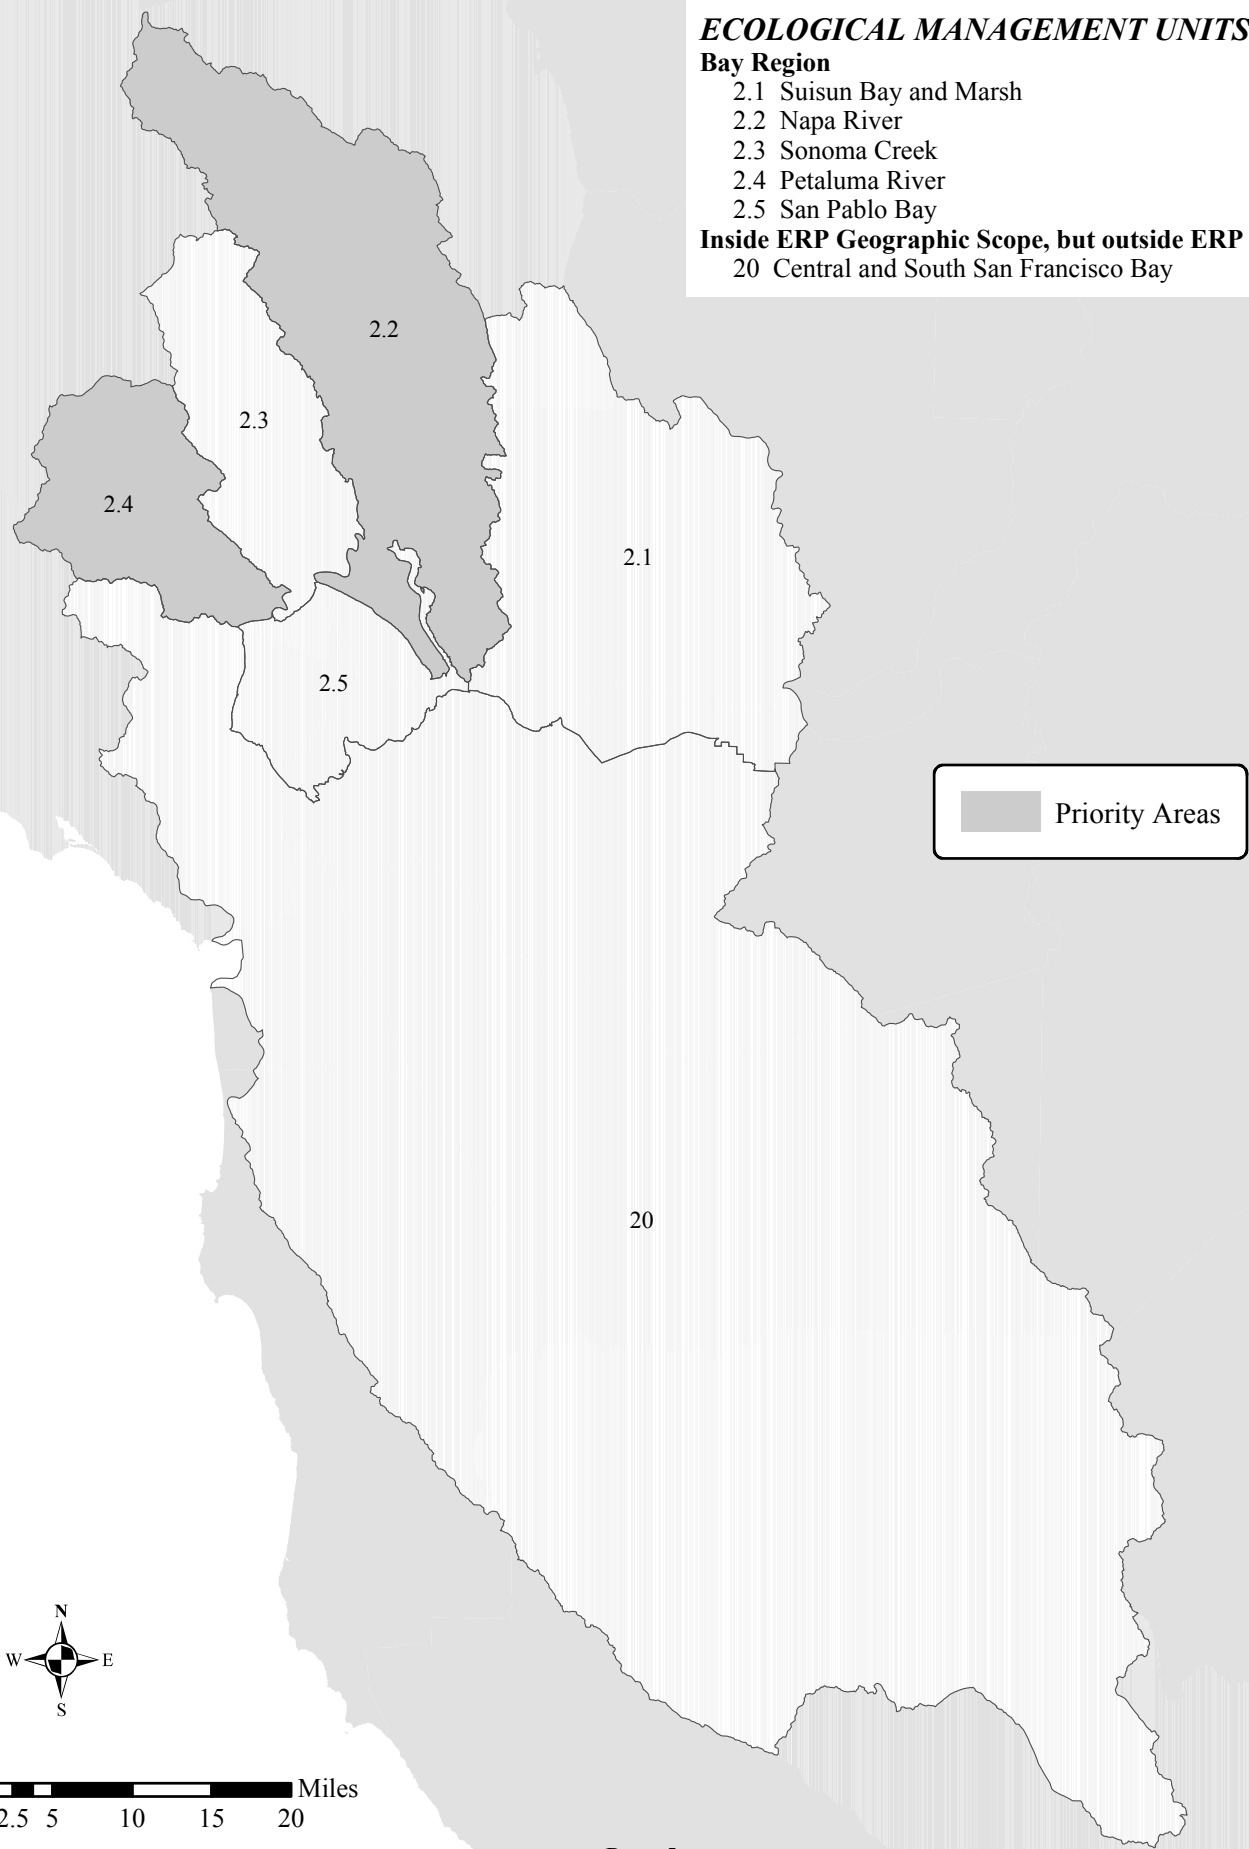 ECOLOGICAL MANAGEMENT UNITS
Bay Region
2.1 Suisun Bay and Marsh
2.2 Napa River
2.3 Sonoma Creek
2.4 Petaluma River
2.5 San Pablo Bay
Inside ERP Geographic Scope, but outside ERP
20 Central and South San Francisco Bay
2.2
2.3
2.4
2.1
2.5
Priority Areas
20
N
W E
S
Miles
2.5 5 10 15 20